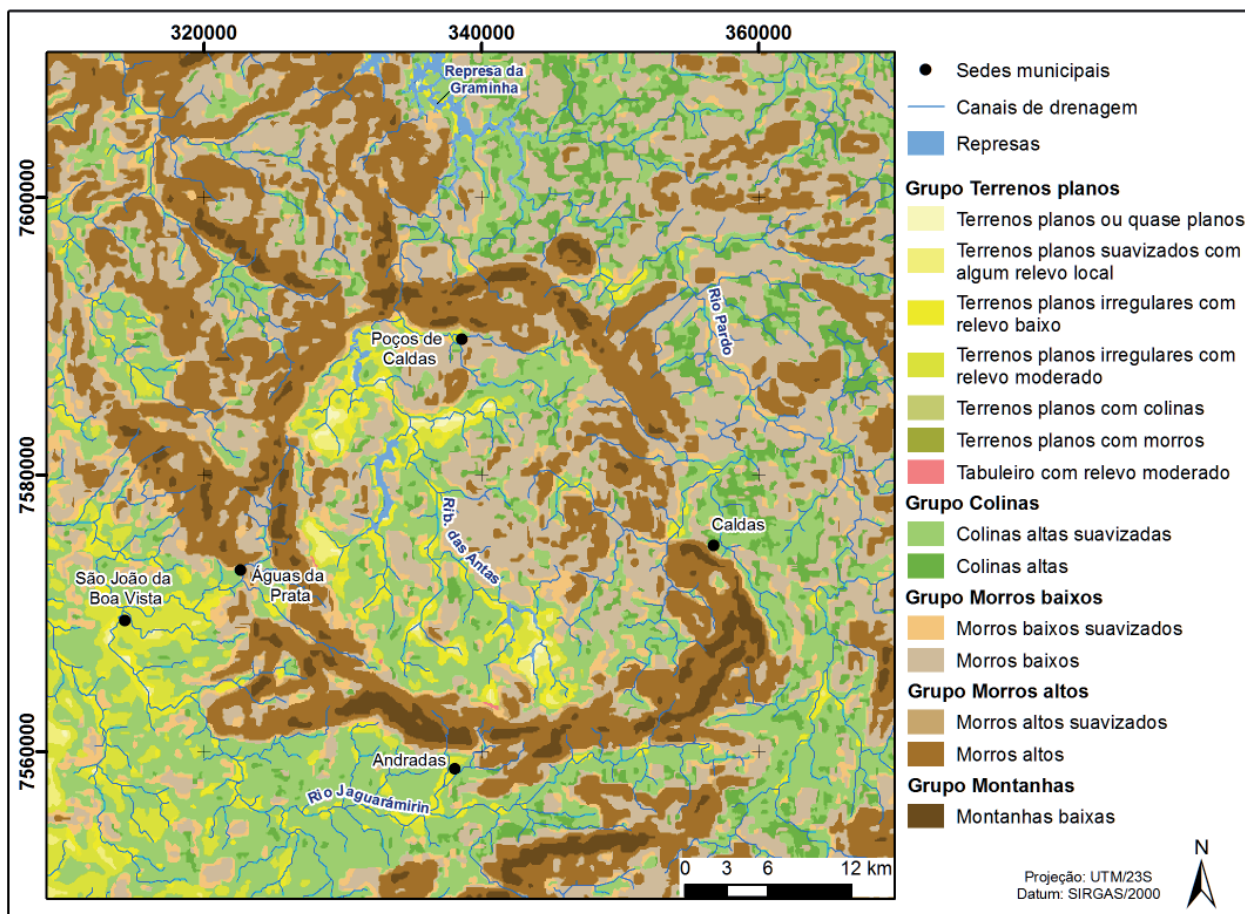 320000
340000
360000
7600000
7580000
7560000
Represa da
Graminha
Rio Pardo
Poços de
Caldas
Rib. das Antas
Caldas
São João da
Boa Vista
Águas da
Prata
Andradas
Rio Jaguarámirin
0 3 6 12 km
Sedes municipais
Canais de drenagem
Represas
Grupo Terrenos planos
Terrenos planos ou quase planos
Terrenos planos suavizados com
algum relevo local
Terrenos planos irregulares com
relevo baixo
Terrenos planos irregulares com
relevo moderado
Terrenos planos com colinas
Terrenos planos com morros
Tabuleiro com relevo moderado
Grupo Colinas
Colinas altas suavizadas
Colinas altas
Grupo Morros baixos
Morros baixos suavizados
Morros baixos
Grupo Morros altos
Morros altos suavizados
Morros altos
Grupo Montanhas
Montanhas baixas
N
Projeção: UTM/23S
Datum: SIRGAS/2000